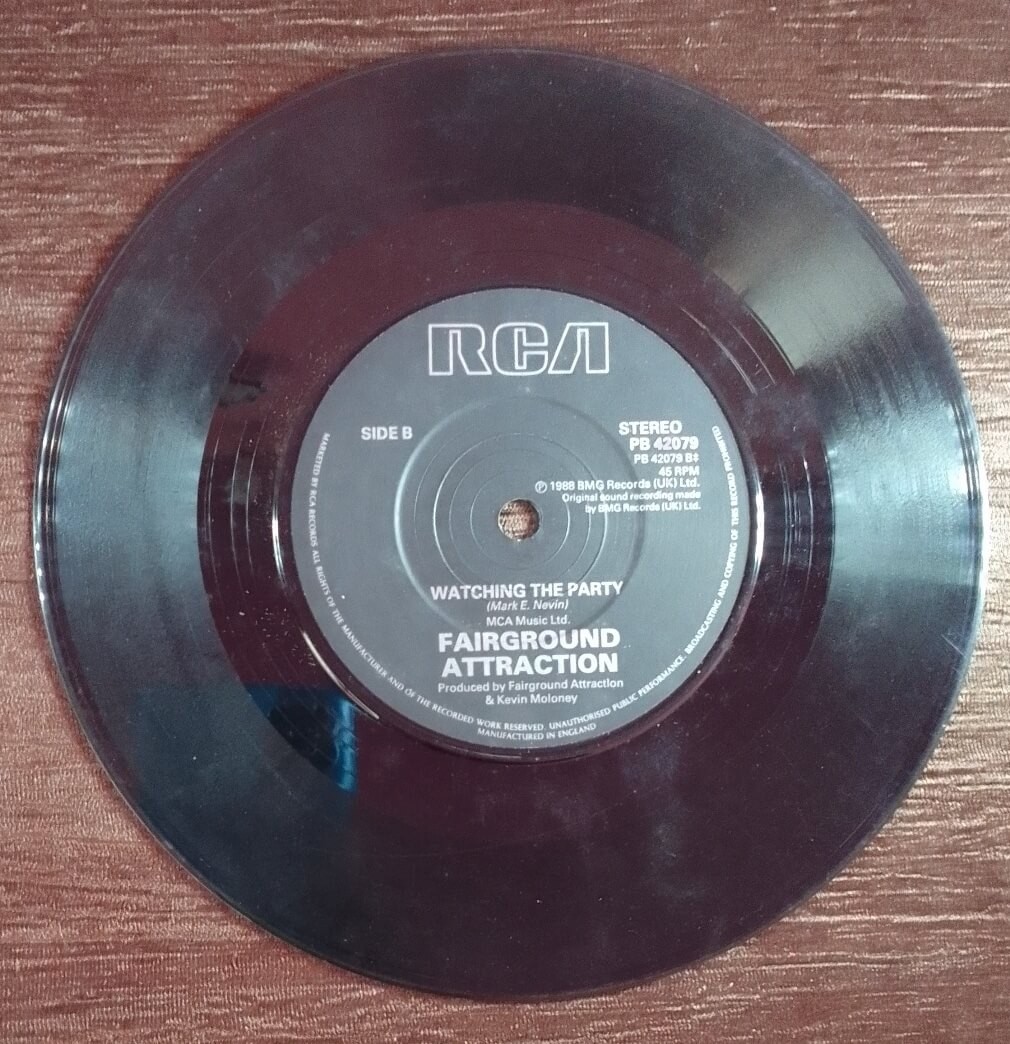 RCA
SIDE B
STEREO
PB 42079
PB 42079 B‡
45 RPM
℗ 1988 BMG Records (UK) Ltd.
Original sound recording made
by BMG Records (UK) Ltd.
WATCHING THE PARTY
(Mark E. Nevin)
MCA Music Ltd.
FAIRGROUND
ATTRACTION
Produced by Fairground Attraction
& Kevin Moloney
MARKETED BY RCA RECORDS. ALL RIGHTS OF THE MANUFACTURER AND OF THE RECORDED WORK RESERVED. UNAUTHORISED PUBLIC PERFORMANCE, BROADCASTING AND COPYING OF THIS RECORD PROHIBITED
MANUFACTURED IN ENGLAND